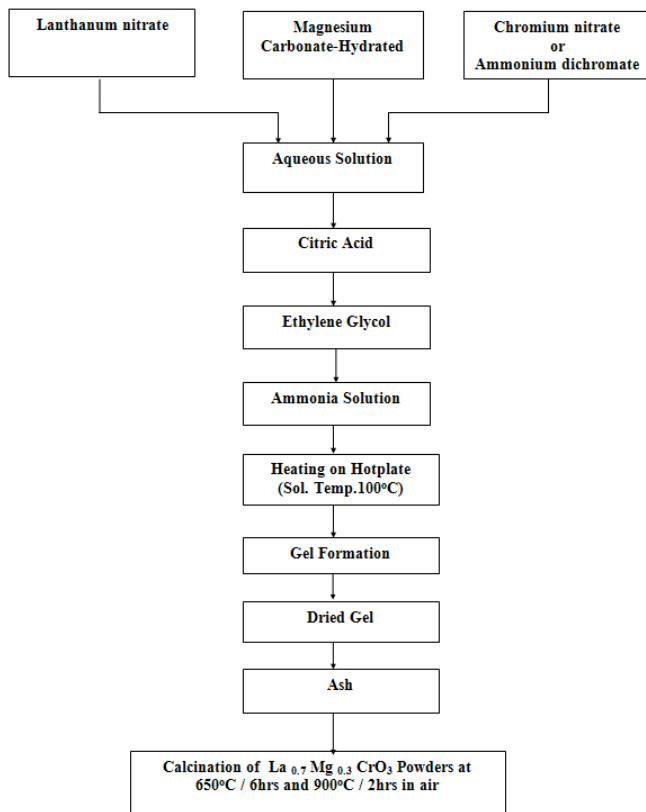 Lanthanum nitrate
Magnesium
Carbonate-Hydrated
Chromium nitrate
or
Ammonium dichromate
Aqueous Solution
Citric Acid
Ethylene Glycol
Ammonia Solution
Heating on Hotplate
(Sol. Temp.100°C)
Gel Formation
Dried Gel
Ash
Calcination of La 0.7 Mg 0.3 CrO3 Powders at
650°C / 6hrs and 900°C / 2hrs in air